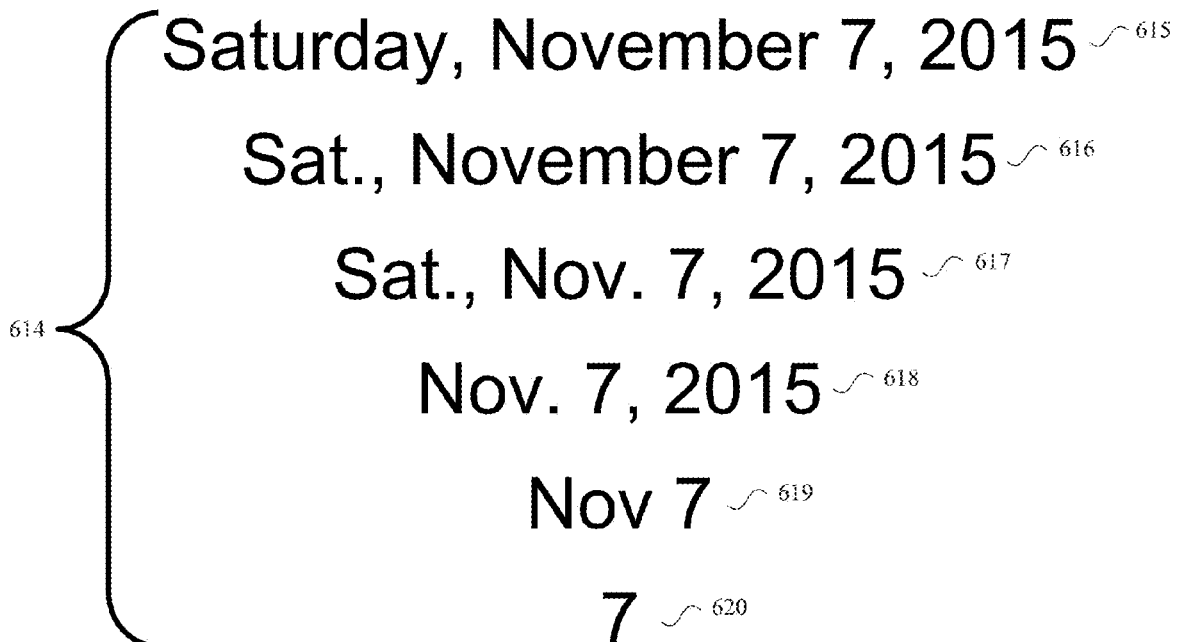 Saturday, November 7, 2015 615
Sat., November 7, 2015 616
Sat., Nov. 7, 2015 617
614
Nov. 7, 2015 618
Nov 7 619
7 620